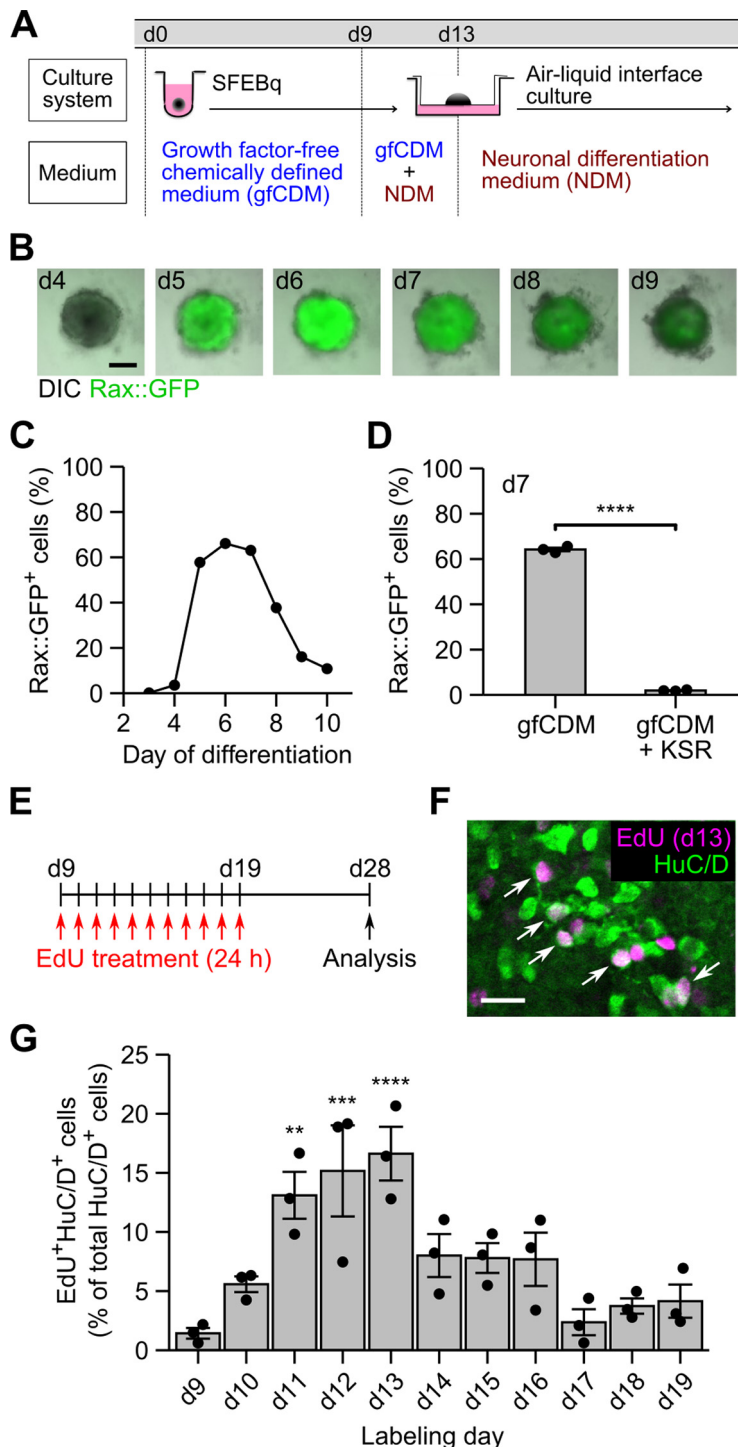 A
d0 d9 d13
Culture
system
SFEBq
Air-liquid interface
culture
Medium
Growth factor-free
chemically defined
medium (gfCDM)
gfCDM
+
NDM
Neuronal differentiation
medium (NDM)
B
d4 d5 d6 d7 d8 d9
DIC Rax::GFP
C
Rax::GFP+ cells (%)
100
80
60
40
20
0
2 4 6 8 10
Day of differentiation
D
Rax::GFP+ cells (%)
100
80
60
40
20
0
d7
****
gfCDM
gfCDM
+ KSR
E
d9 d19 d28
EdU treatment (24 h)
Analysis
F
EdU (d13)
HuC/D
G
EdU+HuC/D+ cells
(% of total HuC/D+ cells)
25
20
15
10
5
0
** *** ****
d9 d10 d11 d12 d13 d14 d15 d16 d17 d18 d19
Labeling day